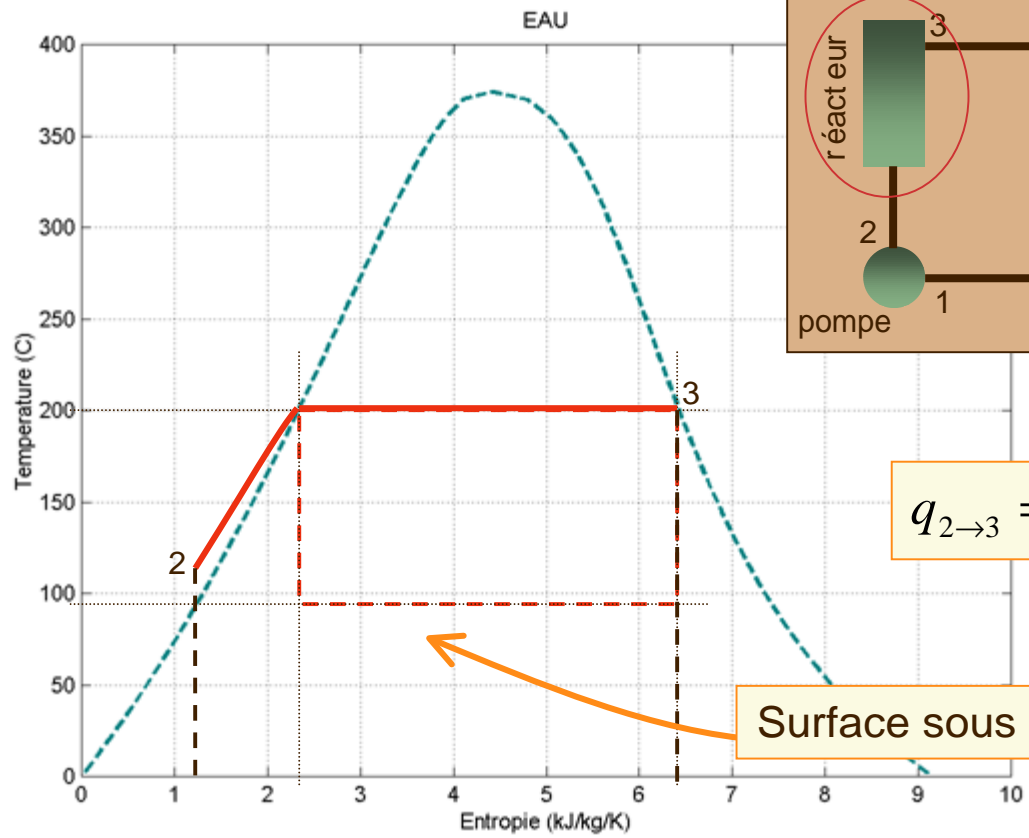 EAU
400
350
300
250
200
150
100
50
0
Temperature (C)
0 1 2 3 4 5 6 7 8 9 10
Entropie (kJ/kg/K)
2
3
r éact eur
3
2
1
pompe
q2→3 =
Surface sous